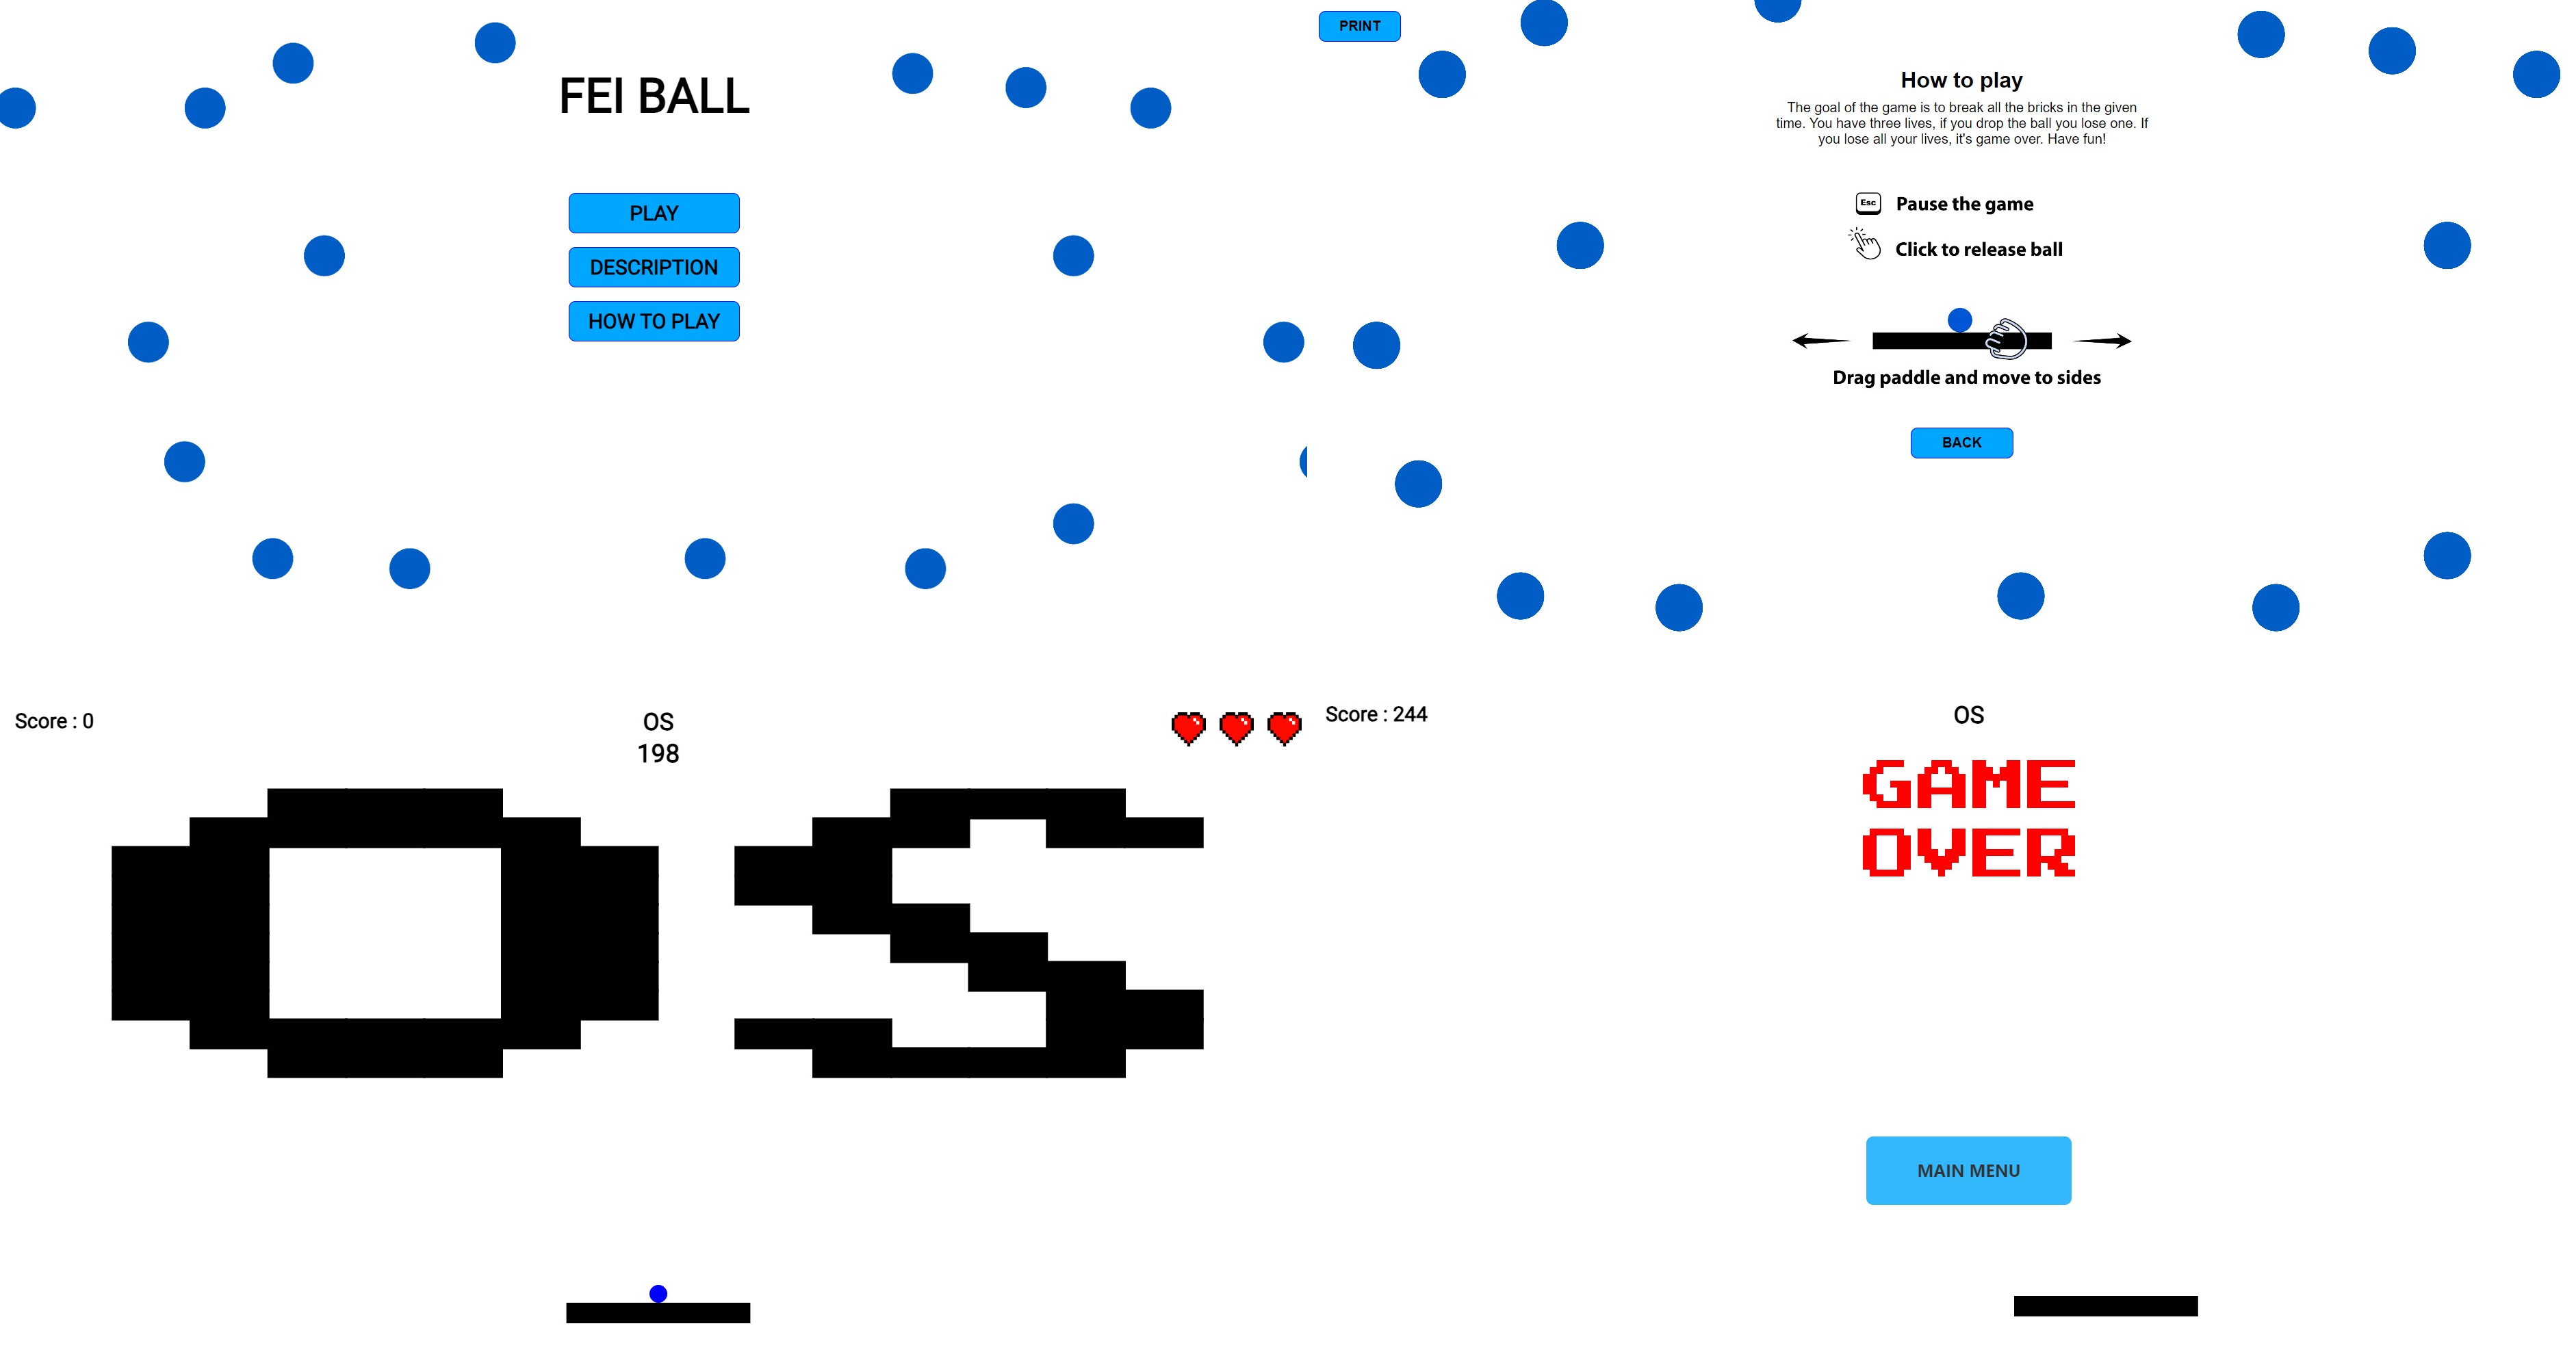 FEI BALL
PLAY
DESCRIPTION
HOW TO PLAY
PRINT
How to play
The goal of the game is to break all the bricks in the given
time. You have three lives, if you drop the ball you lose one. If
you lose all your lives, it's game over. Have fun!
Esc
Pause the game
Click to release ball
Drag paddle and move to sides
BACK
Score : 0
OS
198
OS
Score : 244
OS
GAME
OVER
MAIN MENU